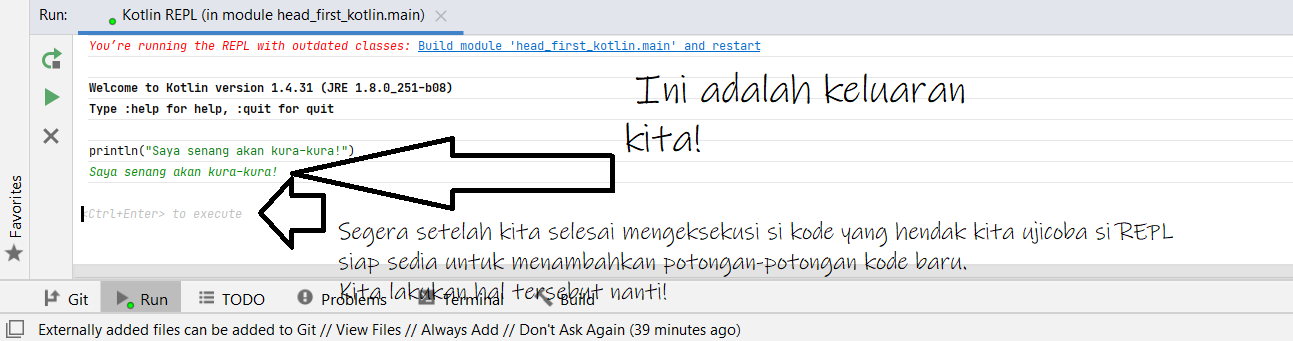 Run: Kotlin REPL (in module head_first_kotlin.main)
You're running the REPL with outdated classes: Build module 'head_first_kotlin.main' and restart
Welcome to Kotlin version 1.4.31 (JRE 1.8.0_251-b08)
Type :help for help, :quit for quit
println("Saya senang akan kura-kura!")
Saya senang akan kura-kura!
<Ctrl+Enter> to execute
Ini adalah keluaran
kita!
Segera setelah kita selesai mengeksekusi si kode yang hendak kita ujicoba si REPL
siap sedia untuk menambahkan potongan-potongan kode baru.
Kita lakukan hal tersebut nanti!
Favorites
Git Run TODO Problems Terminal Build
Externally added files can be added to Git // View Files // Always Add // Don't Ask Again (39 minutes ago)